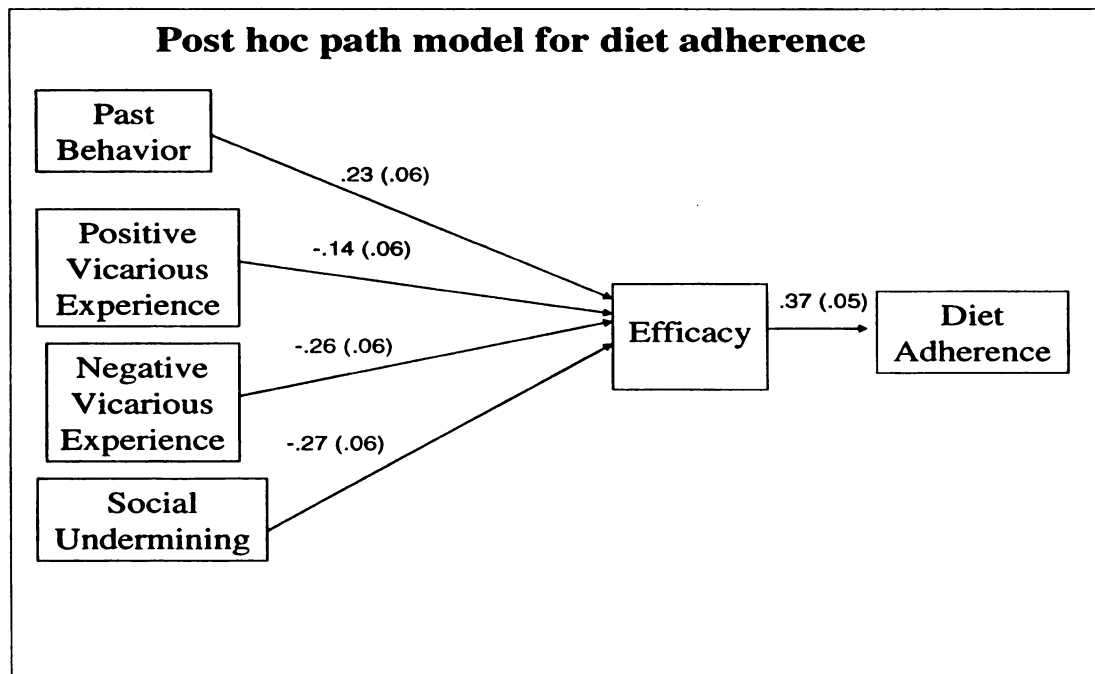 Post hoc path model for diet adherence
Past
Behavior
.23 (.06)
Positive
Vicarious
Experience
-.14 (.06)
Negative
Vicarious
Experience
-.26 (.06)
Social
Undermining
-.27 (.06)
Efficacy
.37 (.05)
Diet
Adherence